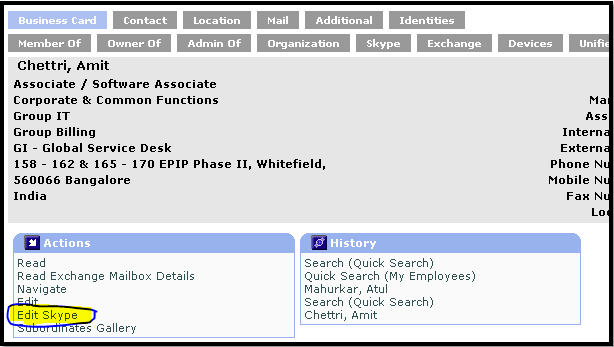 Business Card Contact Location Mail Additional Identities
Member Of Owner Of Admin Of Organization Skype Exchange Devices Unifie
Chettri, Amit
Associate / Software Associate
Corporate & Common Functions
Group IT
Group Billing
GI - Global Service Desk
158 - 162 & 165 - 170 EPIP Phase II, Whitefield,
560066 Bangalore
India
Mar
Ass
Interna
Externa
Phone Nu
Mobile Nu
Fax Nu
Loc
Actions
Read
Read Exchange Mailbox Details
Navigate
Edit
Edit Skype
Subordinates Gallery
History
Search (Quick Search)
Quick Search (My Employees)
Mahurkar, Atul
Search (Quick Search)
Chettri, Amit